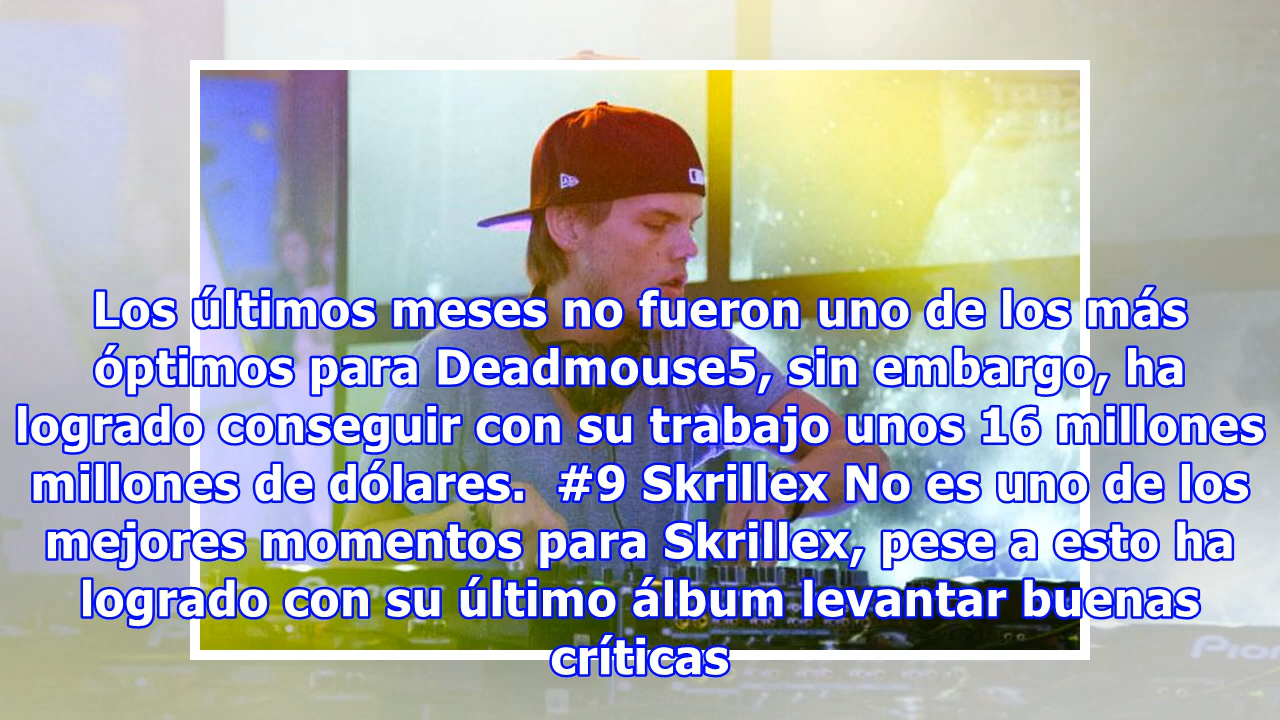 Los últimos meses no fueron uno de los más
óptimos para Deadmouse5, sin embargo, ha
logrado conseguir con su trabajo unos 16 millones
millones de dólares.  #9 Skrillex No es uno de los
mejores momentos para Skrillex, pese a esto ha
logrado con su último álbum levantar buenas
críticas
Pion